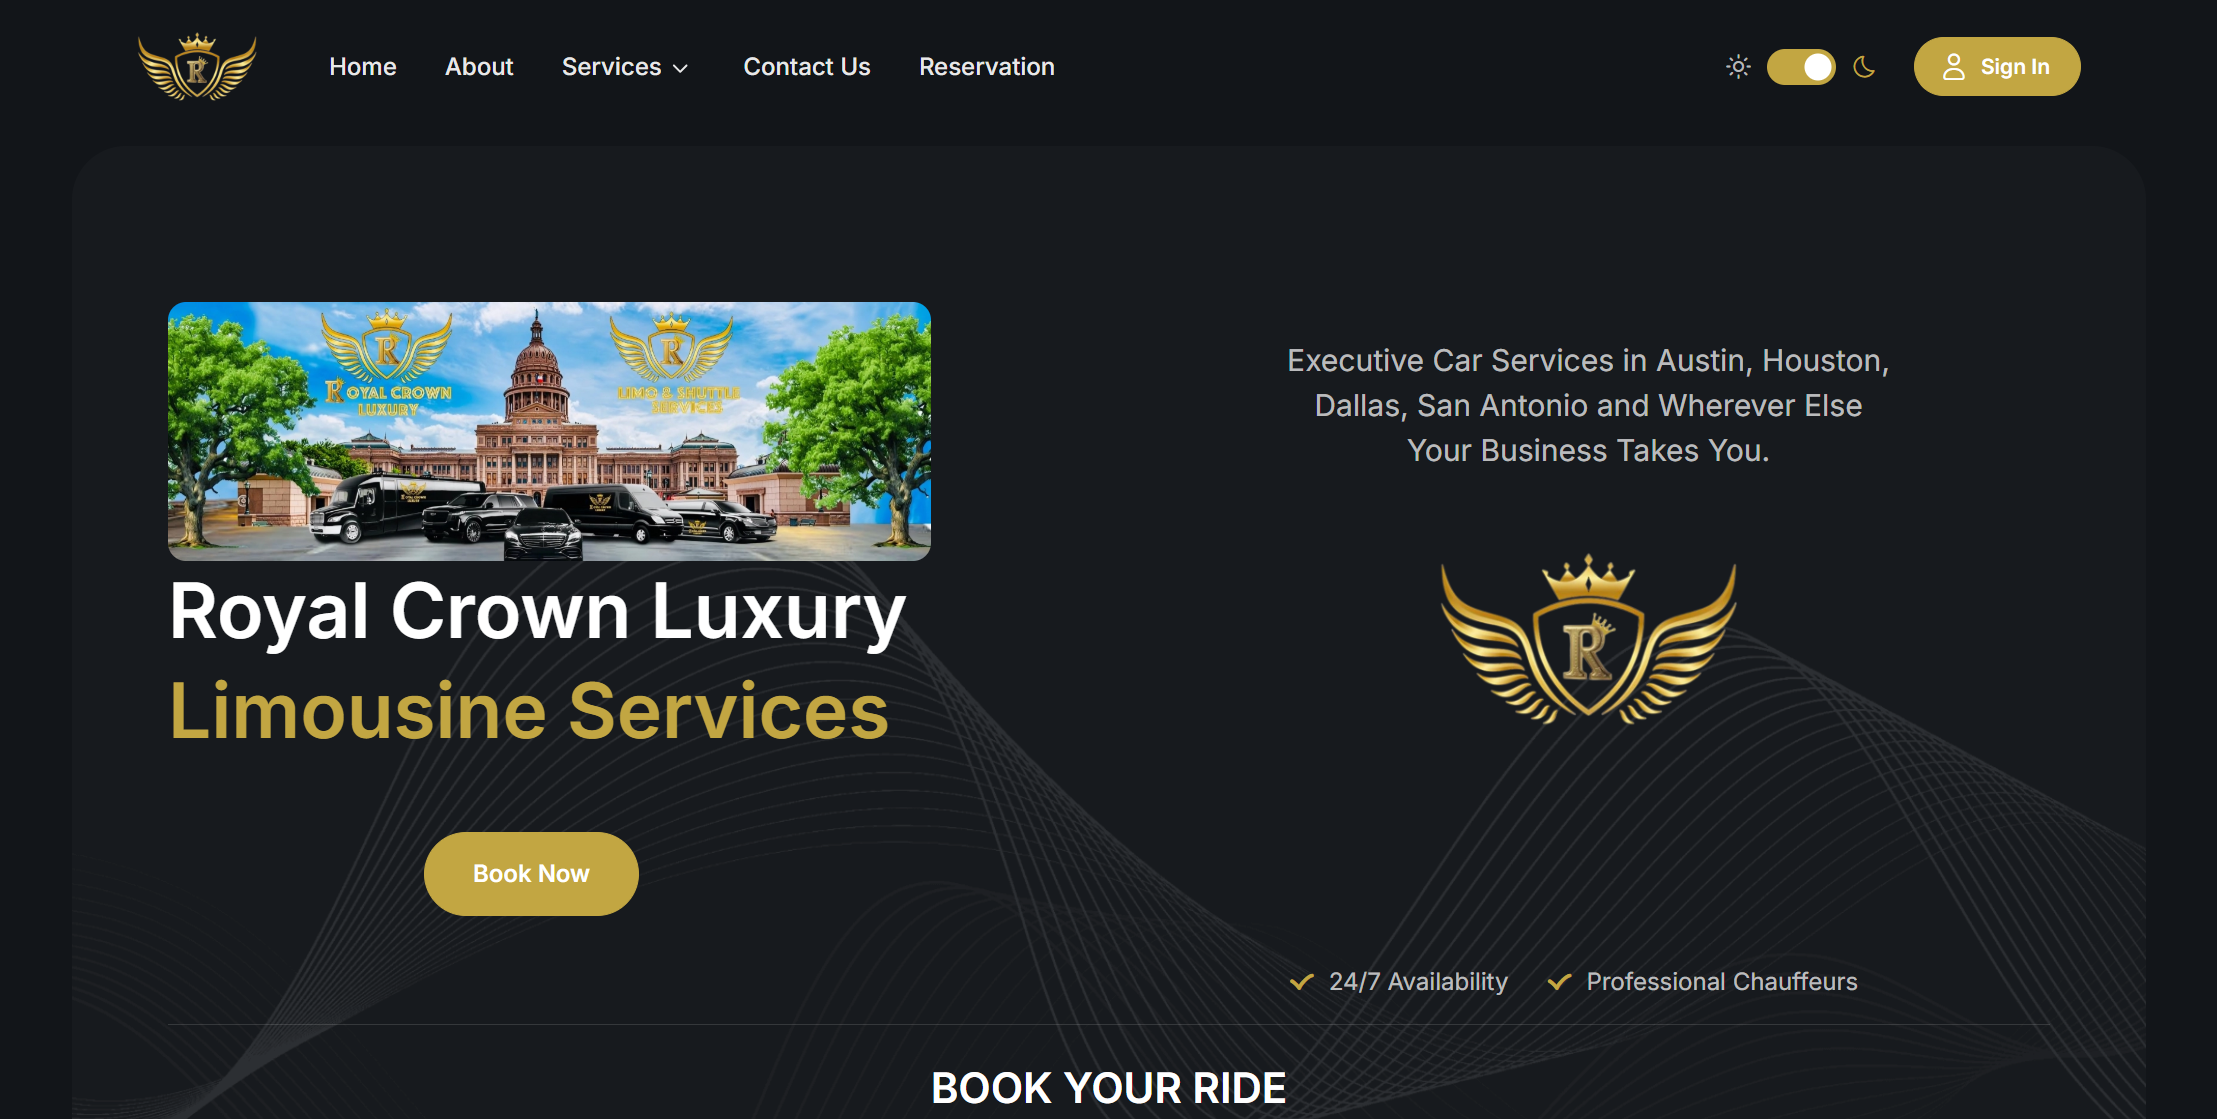 Home
About
Services
Contact Us
Reservation
Sign In
R
ROYAL CROWN
LUXURY
R
LIMO & SHUTTLE
SERVICES
Royal Crown Luxury
Limousine Services
Book Now
Executive Car Services in Austin, Houston,
Dallas, San Antonio and Wherever Else
Your Business Takes You.
R
24/7 Availability
Professional Chauffeurs
BOOK YOUR RIDE